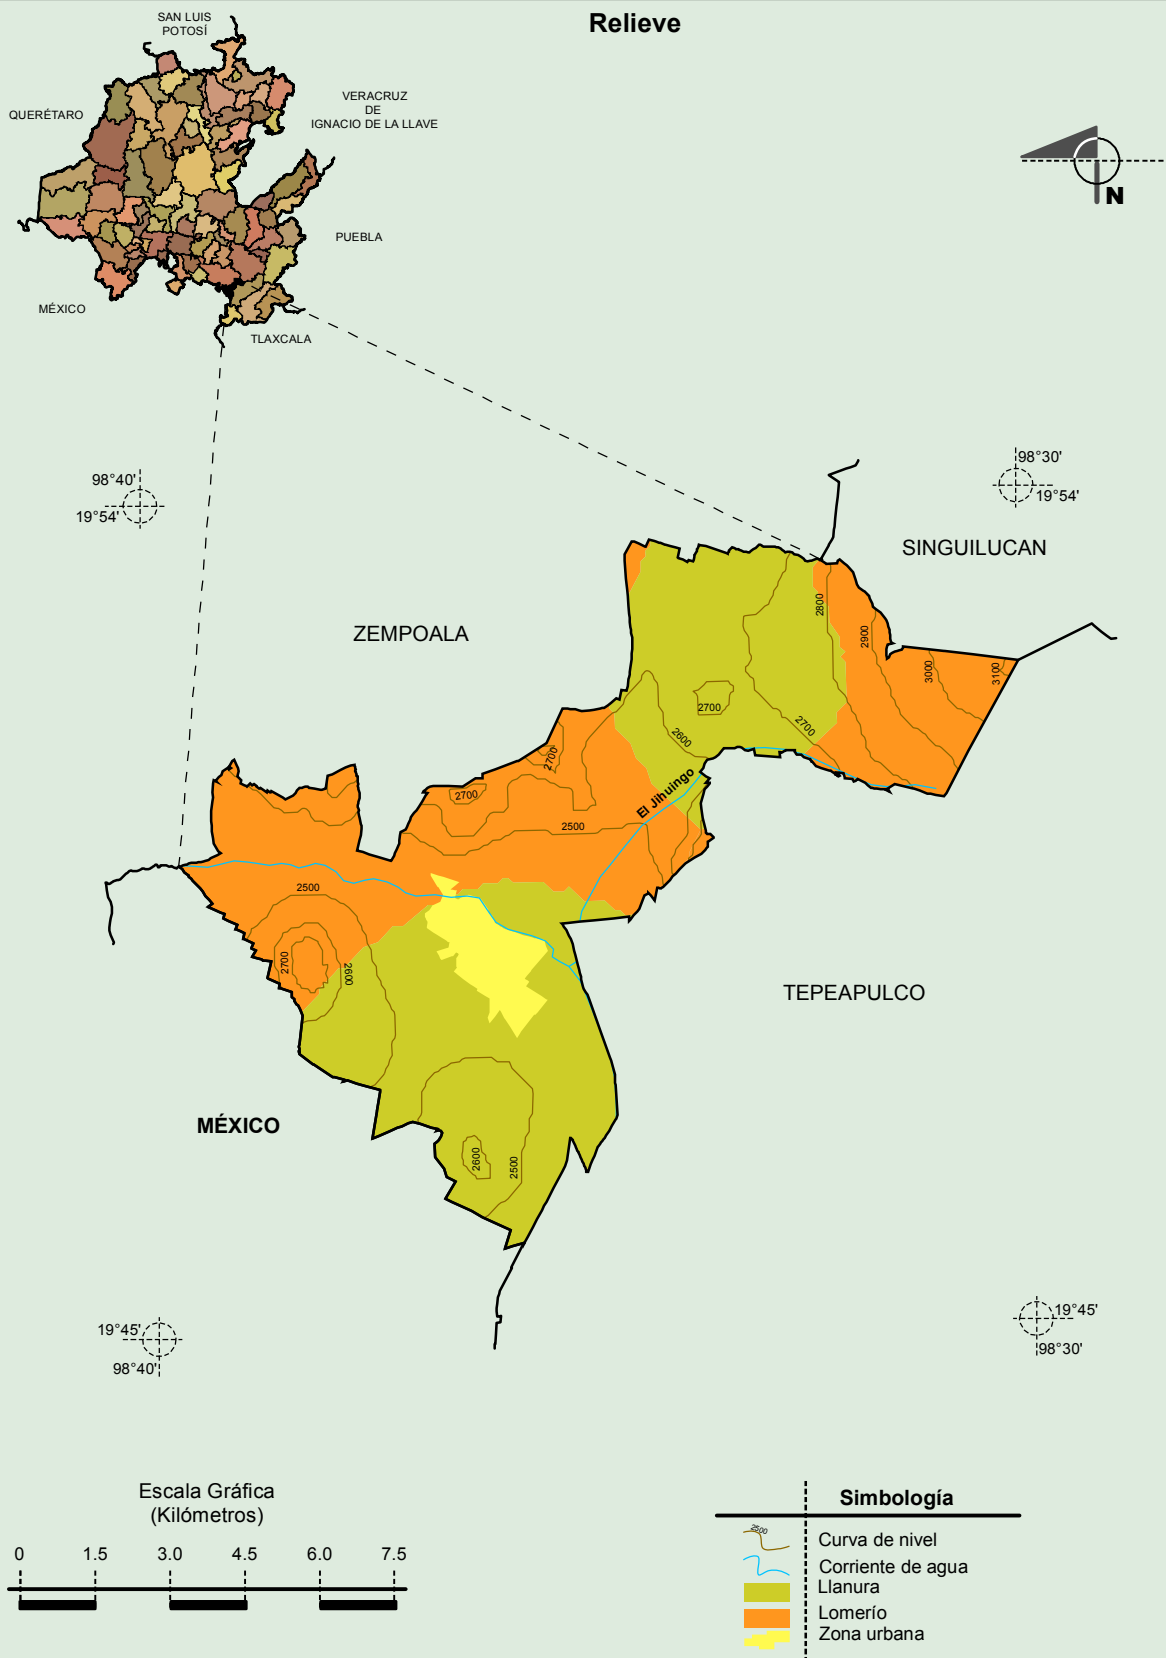 Relieve
SAN LUIS
POTOSÍ
QUERÉTARO
VERACRUZ
DE
IGNACIO DE LA LLAVE
PUEBLA
MÉXICO
TLAXCALA
N
98°40'
19°54'
98°30'
19°54'
SINGUILUCAN
ZEMPOALA
2800
2900
3000
3100
2700
2700
2600
2700
2700
El Jihuingo
2500
2500
2700
2600
TEPEAPULCO
MÉXICO
2600
2500
19°45'
98°40'
19°45'
98°30'
Escala Gráfica
(Kilómetros)
0 1.5 3.0 4.5 6.0 7.5
Simbología
2500
Curva de nivel
Corriente de agua
Llanura
Lomerío
Zona urbana